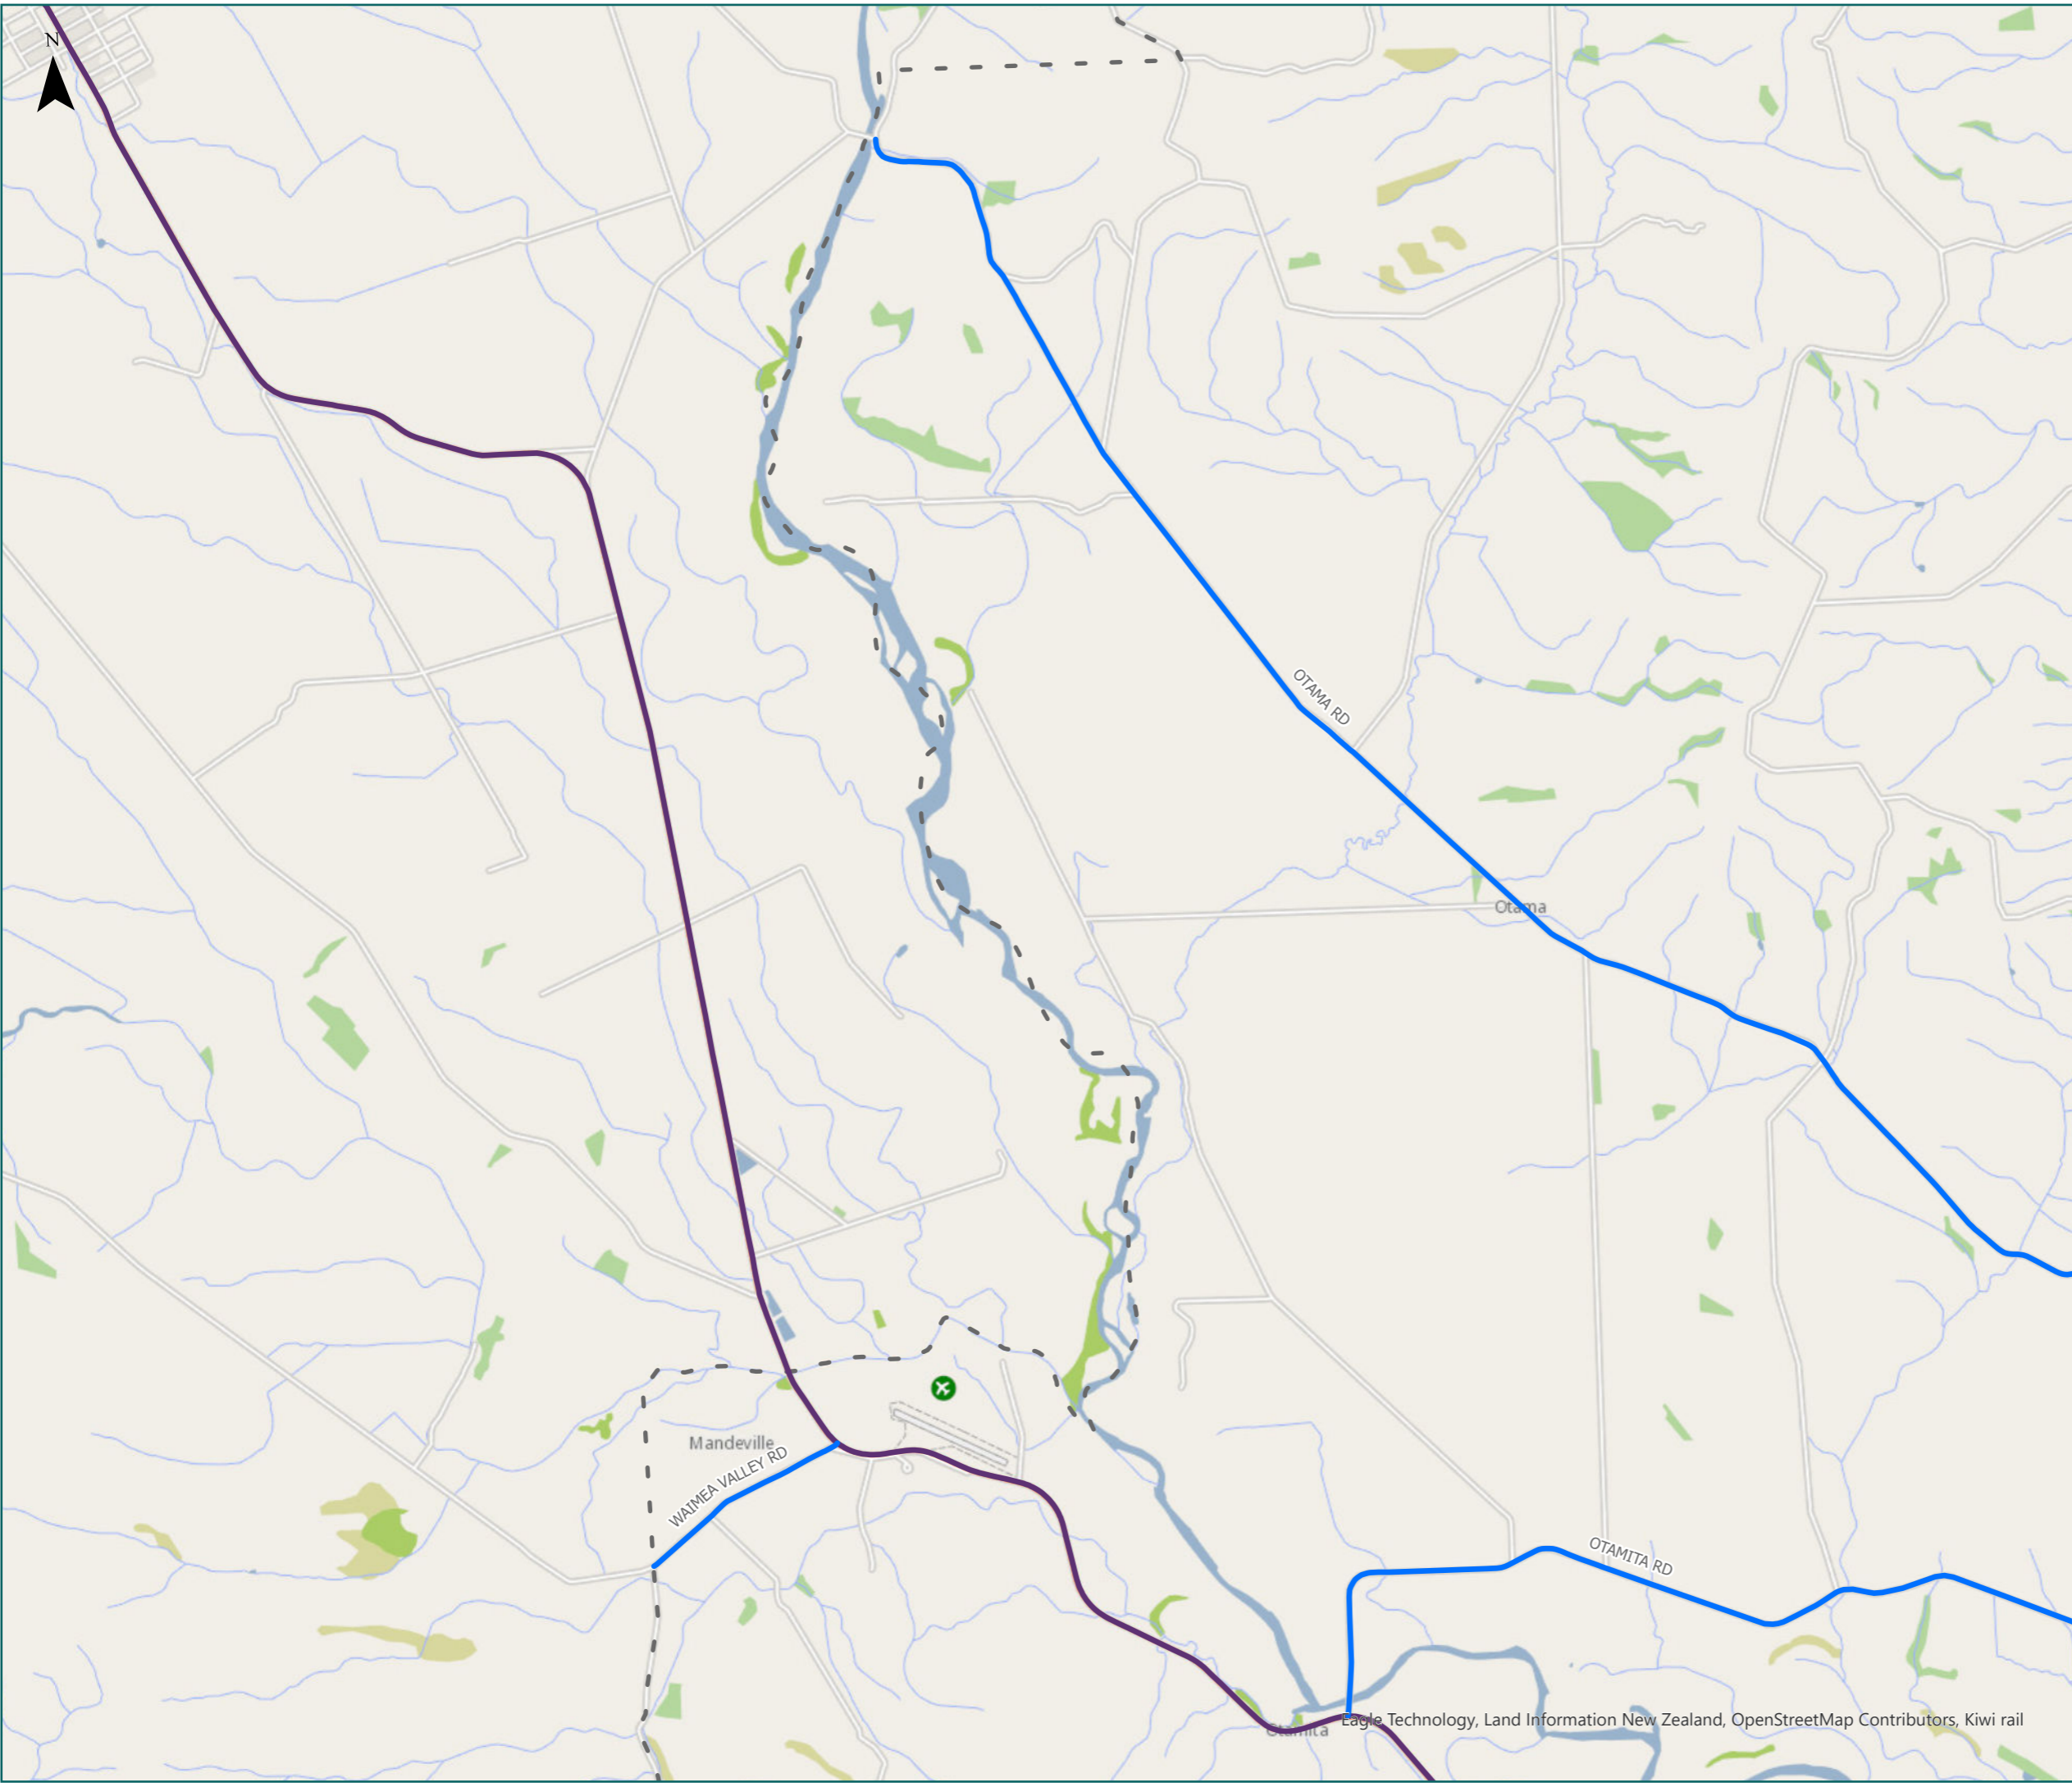 N
OTAMA RD
Otama
Mandeville
WAIMEA VALLEY RD
OTAMITA RD
Eagle Technology, Land Information New Zealand, OpenStreetMap Contributors, Kiwi rail
Otamita